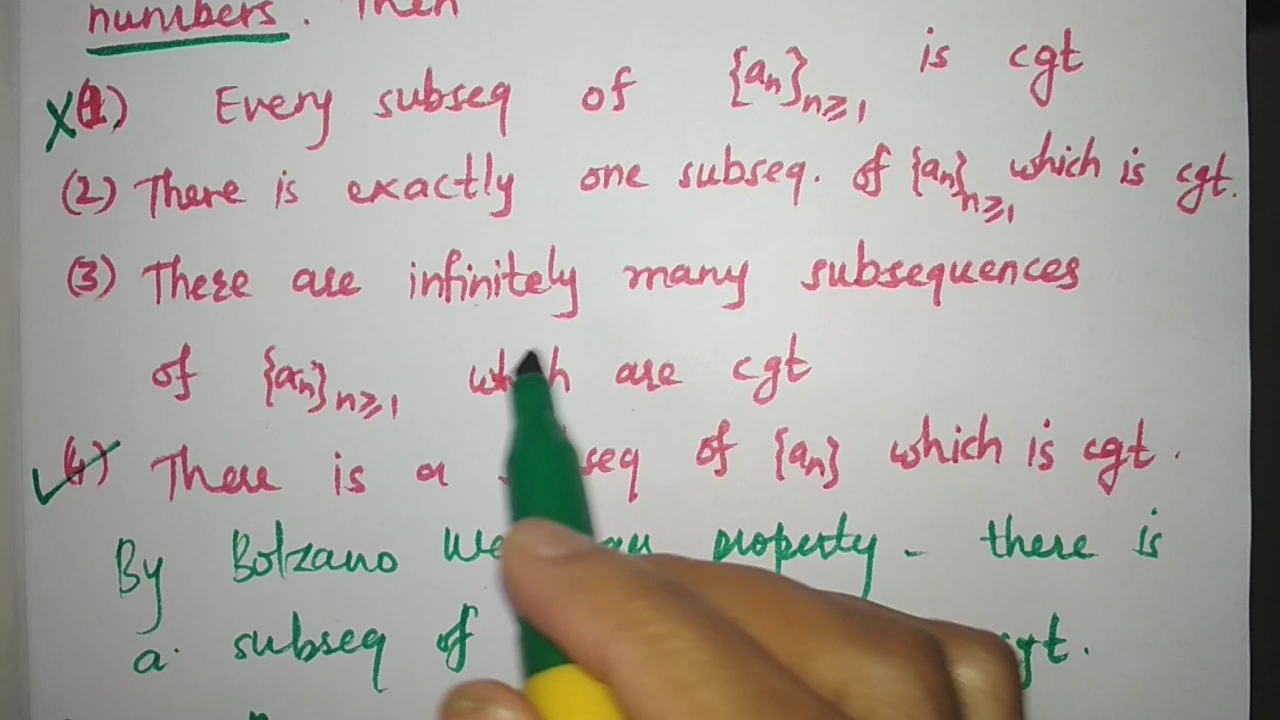 numbers. Then
(1) Every subseq of {aₙ}ₙ≥₁ is cgt
(2) There is exactly one subseq. of {aₙ}ₙ≥₁ which is cgt.
(3) There are infinitely many subsequences
of {aₙ}ₙ≥₁ which are cgt
(4) There is a seq of {aₙ} which is cgt.
By Bolzano property - there is
a subseq of cgt.